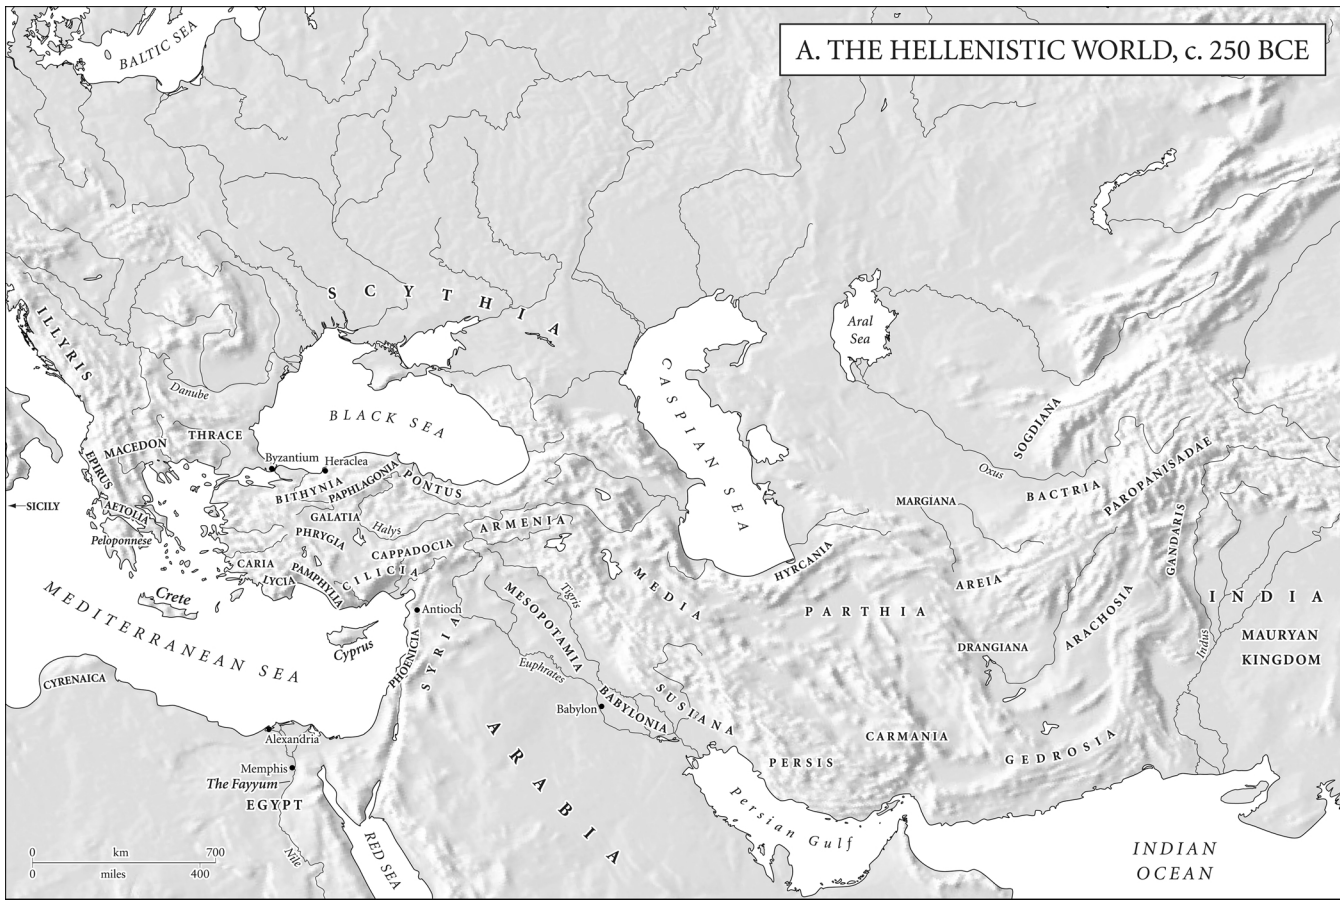 BALTIC SEA
A. THE HELLENISTIC WORLD, c. 250 BCE
SCYTHIA
ILLYRIS
Aral
Sea
CASPIAN SEA
Danube
BLACK SEA
THRACE
MACEDON
EPIRUS
AETOLIA
Peloponnese
←SICILY
Byzantium
Heraclea
BITHYNIA
PAPHLAGONIA
PONTUS
GALATIA
Halys
PHRYGIA
CAPPADOCIA
ARMENIA
CARIA
LYCIA
PAMPHYLIA
CILICIA
SOGDIANA
Oxus
BACTRIA
PAROPANISADAE
MARGIANA
GANDARIS
HYRCANIA
AREIA
PARTHIA
MEDIA
ARACHOSIA
INDIA
MAURYAN
KINGDOM
Indus
DRANGIANA
Crete
MEDITERRANEAN SEA
Cyprus
Antioch
PHOENICIA
SYRIA
MESOPOTAMIA
Tigris
Euphrates
Babylon
BABYLONIA
SUSIANA
CYRENAICA
Alexandria
Memphis
The Fayyum
EGYPT
Nile
RED SEA
ARABIA
PERSIS
CARMANIA
GEDROSIA
Persian Gulf
INDIAN
OCEAN
0 km 700
0 miles 400